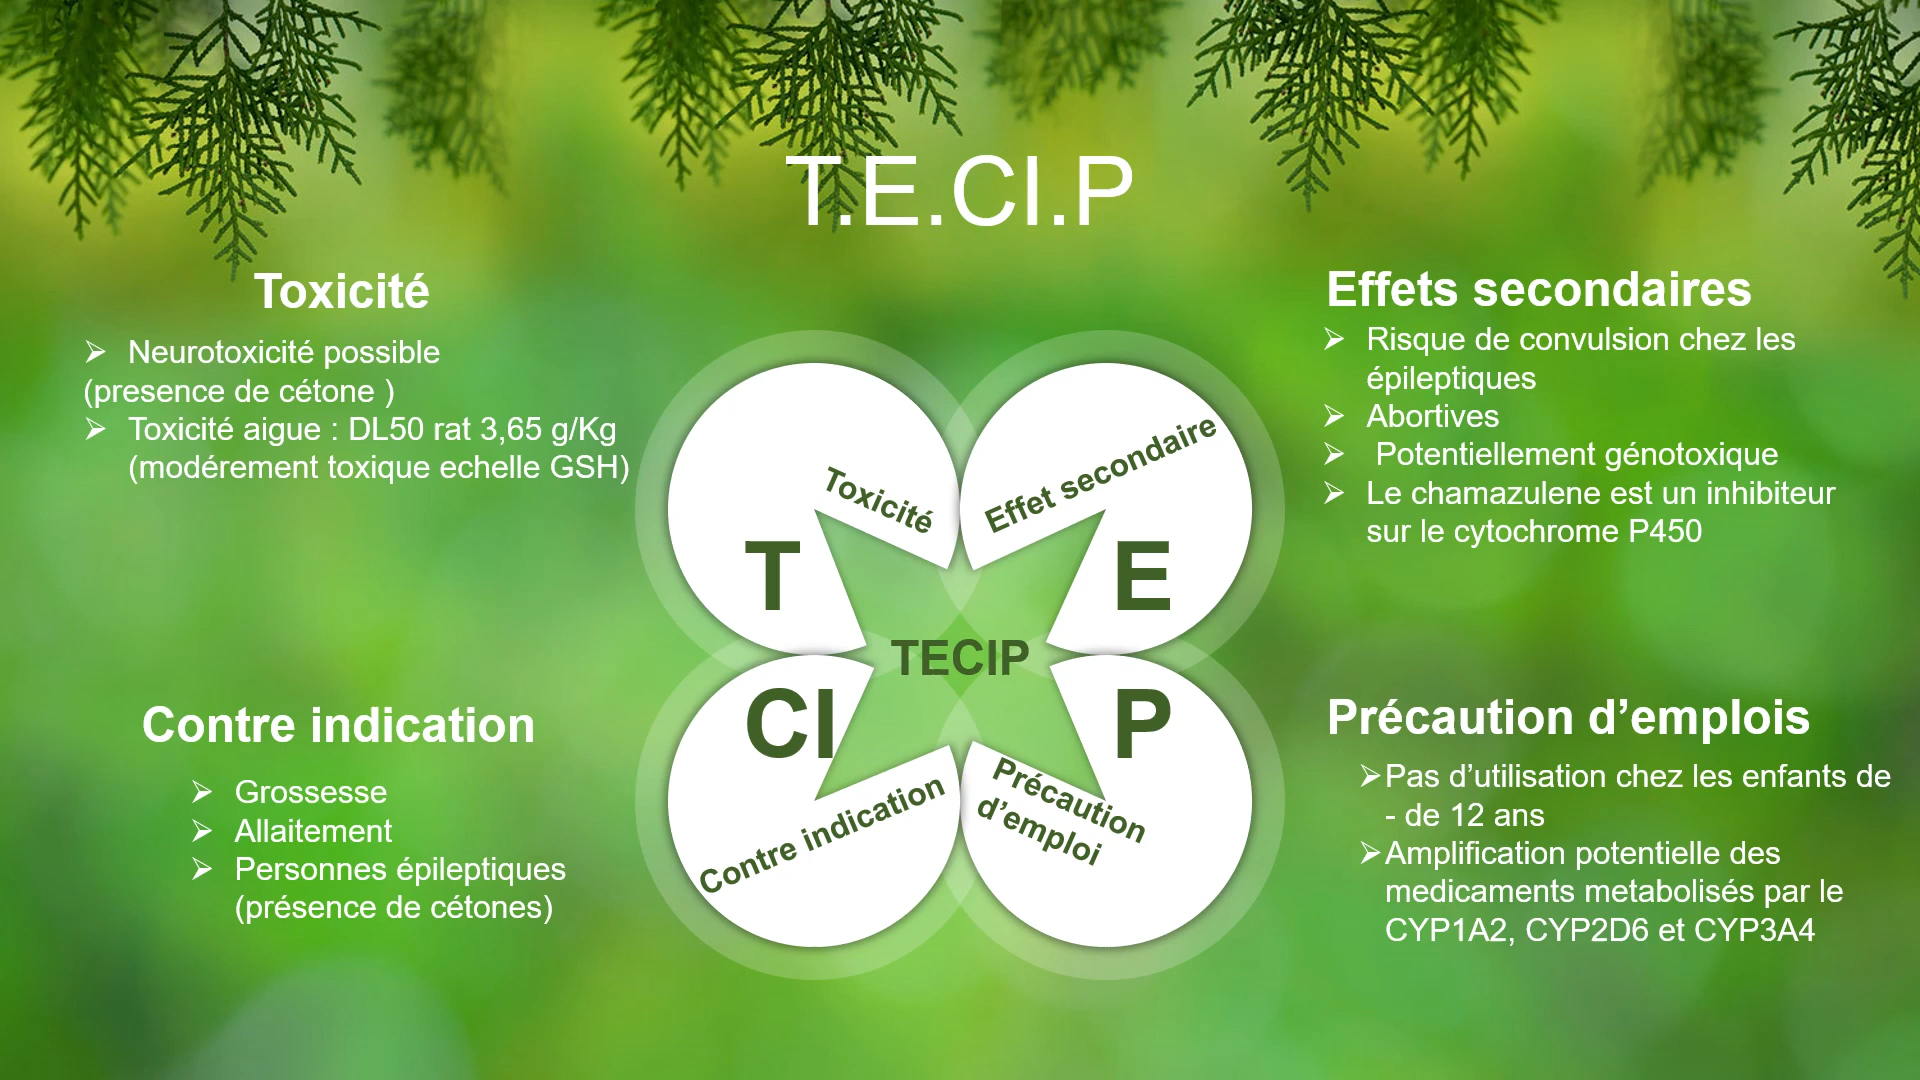 T.E.CI.P
Toxicité
➢ Neurotoxicité possible
(presence de cétone )
➢ Toxicité aigue : DL50 rat 3,65 g/Kg
(modérement toxique echelle GSH)
Effets secondaires
➢ Risque de convulsion chez les
épileptiques
➢ Abortives
➢ Potentiellement génotoxique
➢ Le chamazulene est un inhibiteur
sur le cytochrome P450
Toxicité
T
Effet secondaire
E
TECIP
CI
Contre indication
P
Précaution
d’emploi
Contre indication
➢ Grossesse
➢ Allaitement
➢ Personnes épileptiques
(présence de cétones)
Précaution d’emplois
➢Pas d’utilisation chez les enfants de
- de 12 ans
➢Amplification potentielle des
medicaments metabolisés par le
CYP1A2, CYP2D6 et CYP3A4